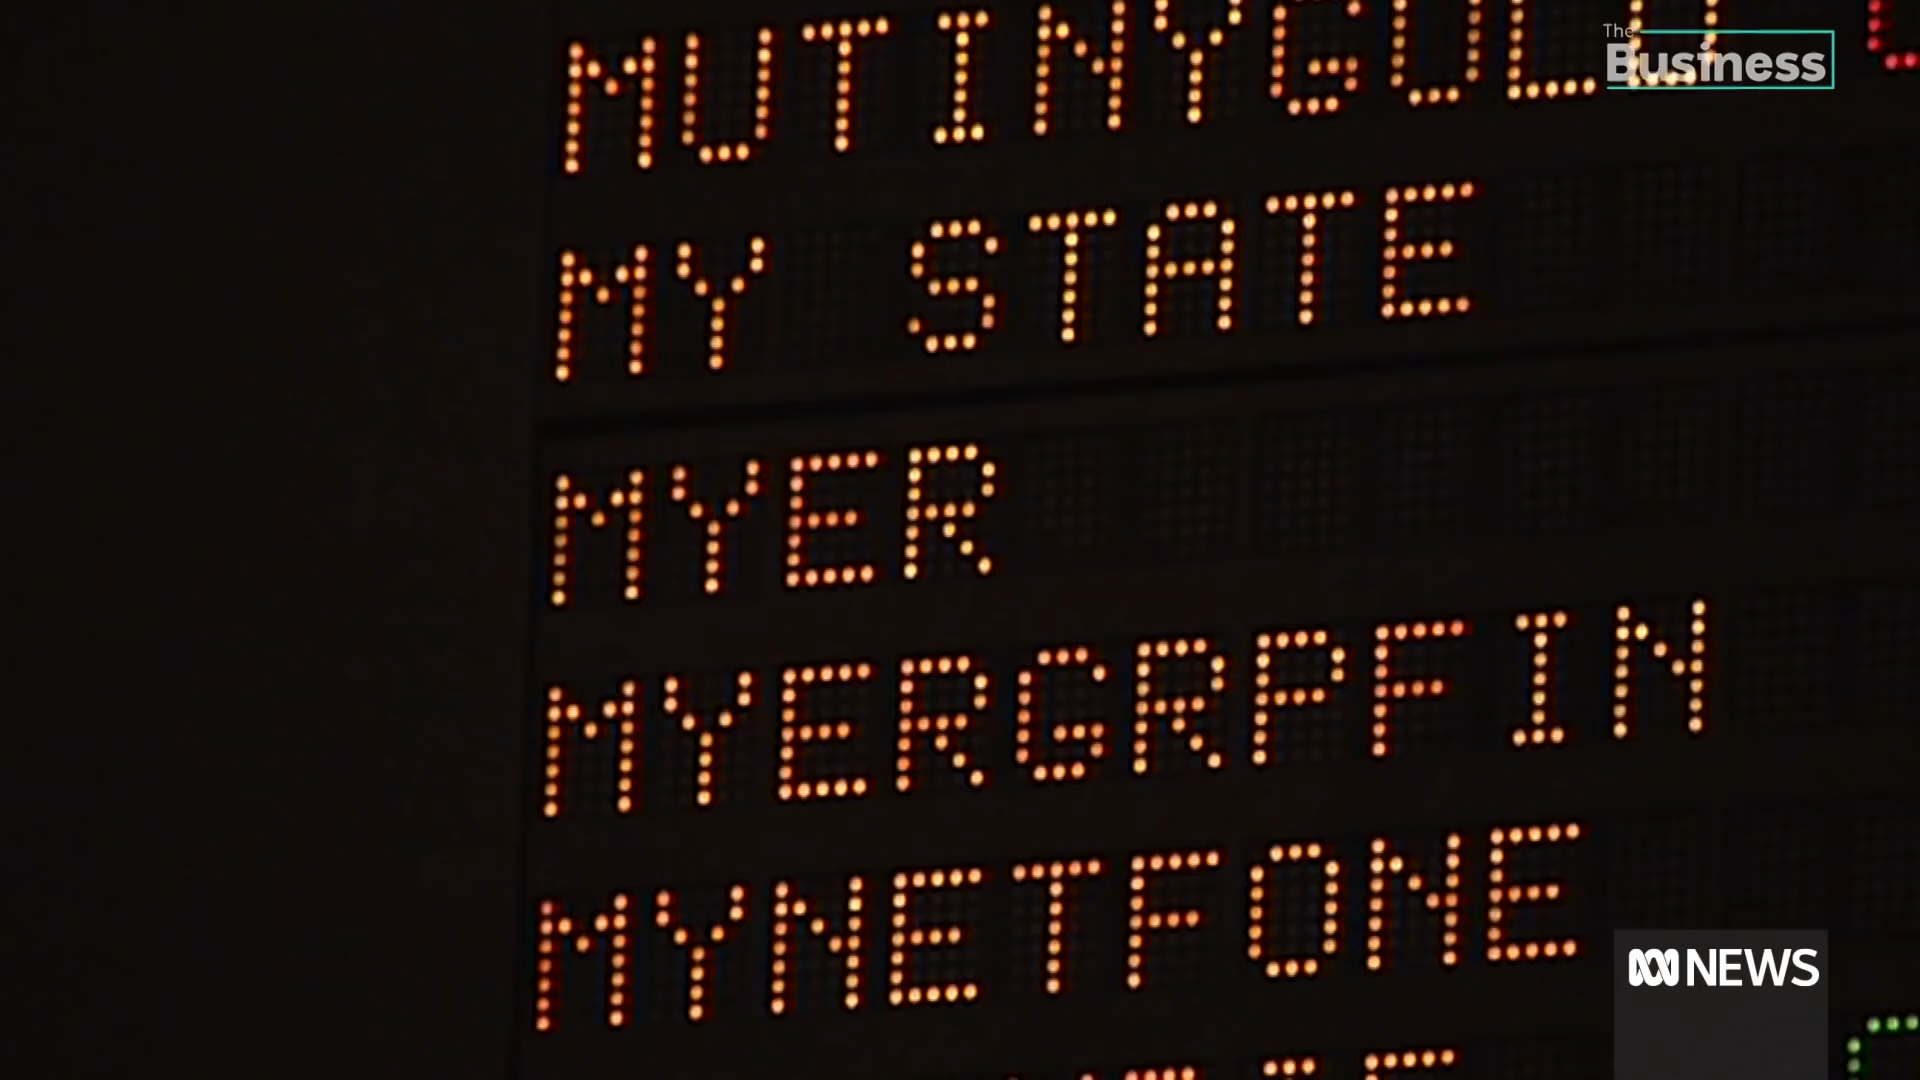 The
Business
MUTINYGOLD
MY STATE
MYER
MYERGRPFIN
MYNETFONE
NEWS